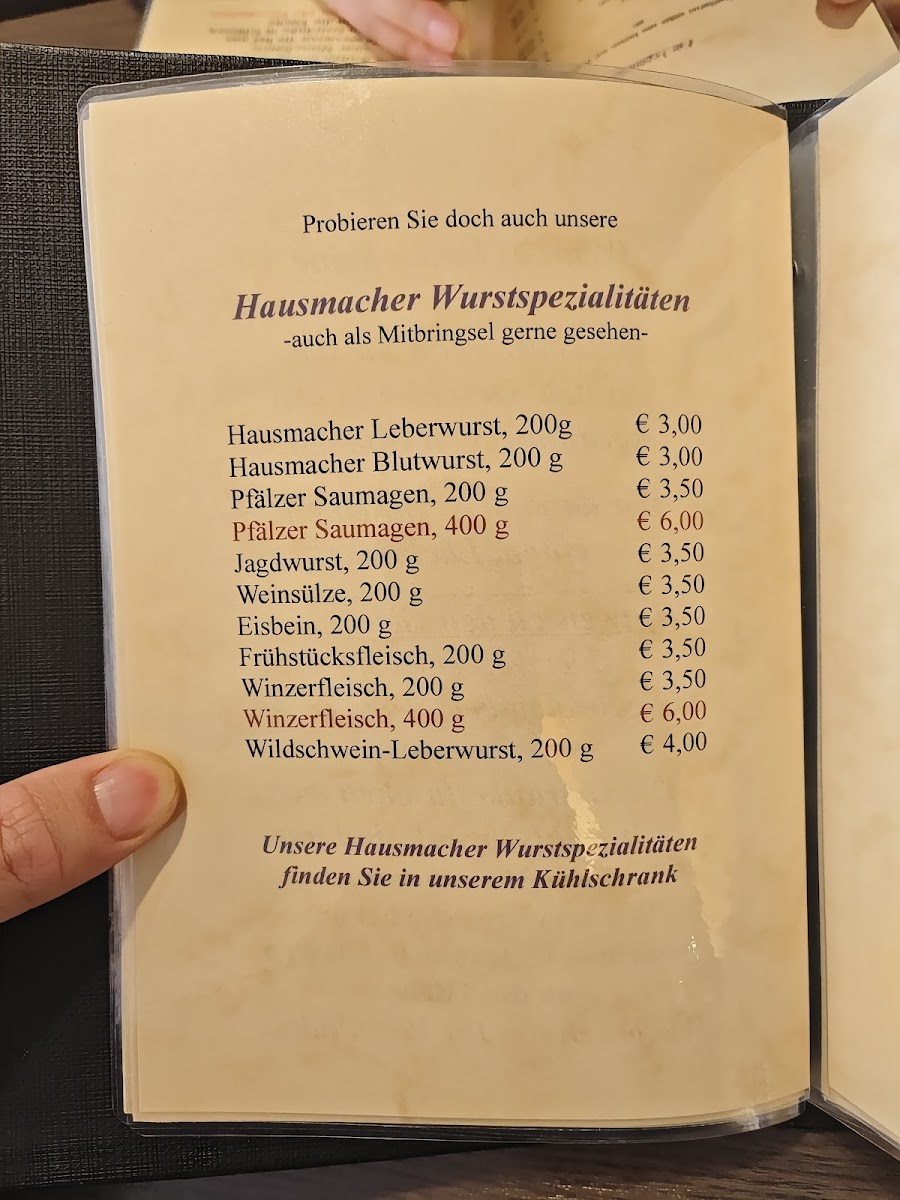 Probieren Sie doch auch unsere
Hausmacher Wurstspezialitäten
-auch als Mitbringsel gerne gesehen-
Hausmacher Leberwurst, 200g € 3,00
Hausmacher Blutwurst, 200 g € 3,00
Pfälzer Saumagen, 200 g € 3,50
Pfälzer Saumagen, 400 g € 6,00
Jagdwurst, 200 g € 3,50
Weinsülze, 200 g € 3,50
Eisbein, 200 g € 3,50
Frühstücksfleisch, 200 g € 3,50
Winzerfleisch, 200 g € 3,50
Winzerfleisch, 400 g € 6,00
Wildschwein-Leberwurst, 200 g € 4,00
Unsere Hausmacher Wurstspezialitäten
finden Sie in unserem Kühlschrank